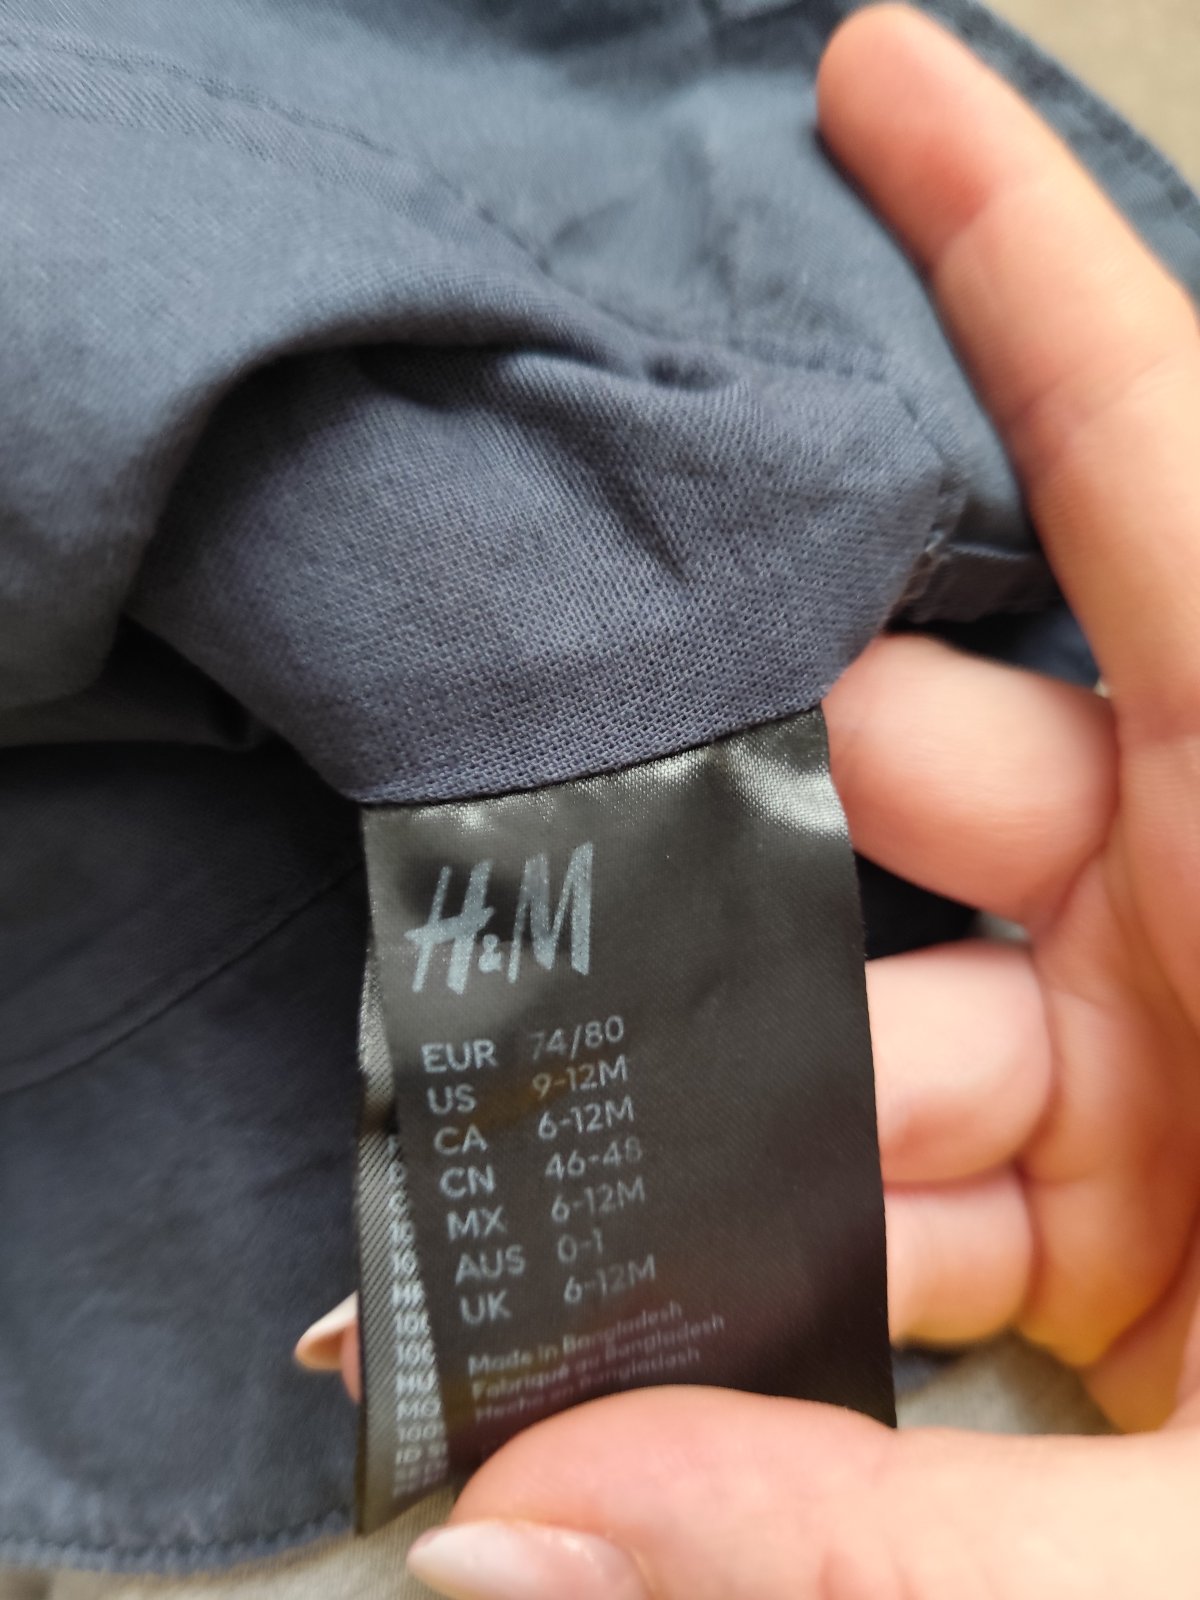 H&M
EUR 74/80
US 9-12M
CA 6-12M
CN 46-48
MX 6-12M
AUS 0-1
UK 6-12M
Made in Bangladesh
Fabriqué au Bangladesh
Hecho en Bangladesh